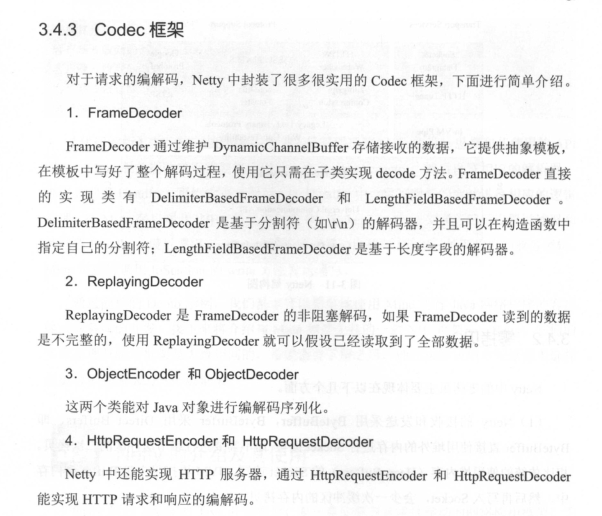 3.4.3 Codec 框架
对于请求的编解码，Netty 中封装了很多很实用的 Codec 框架，下面进行简单介绍。
1．FrameDecoder
FrameDecoder 通过维护 DynamicChannelBuffer 存储接收的数据，它提供抽象模板，
在模板中写好了整个解码过程，使用它只需在子类实现 decode 方法。FrameDecoder 直接
的实现类有 DelimiterBasedFrameDecoder 和 LengthFieldBasedFrameDecoder。
DelimiterBasedFrameDecoder 是基于分割符（如\r\n）的解码器，并且可以在构造函数中
指定自己的分割符；LengthFieldBasedFrameDecoder 是基于长度字段的解码器。
2．ReplayingDecoder
ReplayingDecoder 是 FrameDecoder 的非阻塞解码，如果 FrameDecoder 读到的数据
是不完整的，使用 ReplayingDecoder 就可以假设已经读取到了全部数据。
3．ObjectEncoder 和 ObjectDecoder
这两个类能对 Java 对象进行编解码序列化。
4．HttpRequestEncoder 和 HttpRequestDecoder
Netty 中还能实现 HTTP 服务器，通过 HttpRequestEncoder 和 HttpRequestDecoder
能实现 HTTP 请求和响应的编解码。